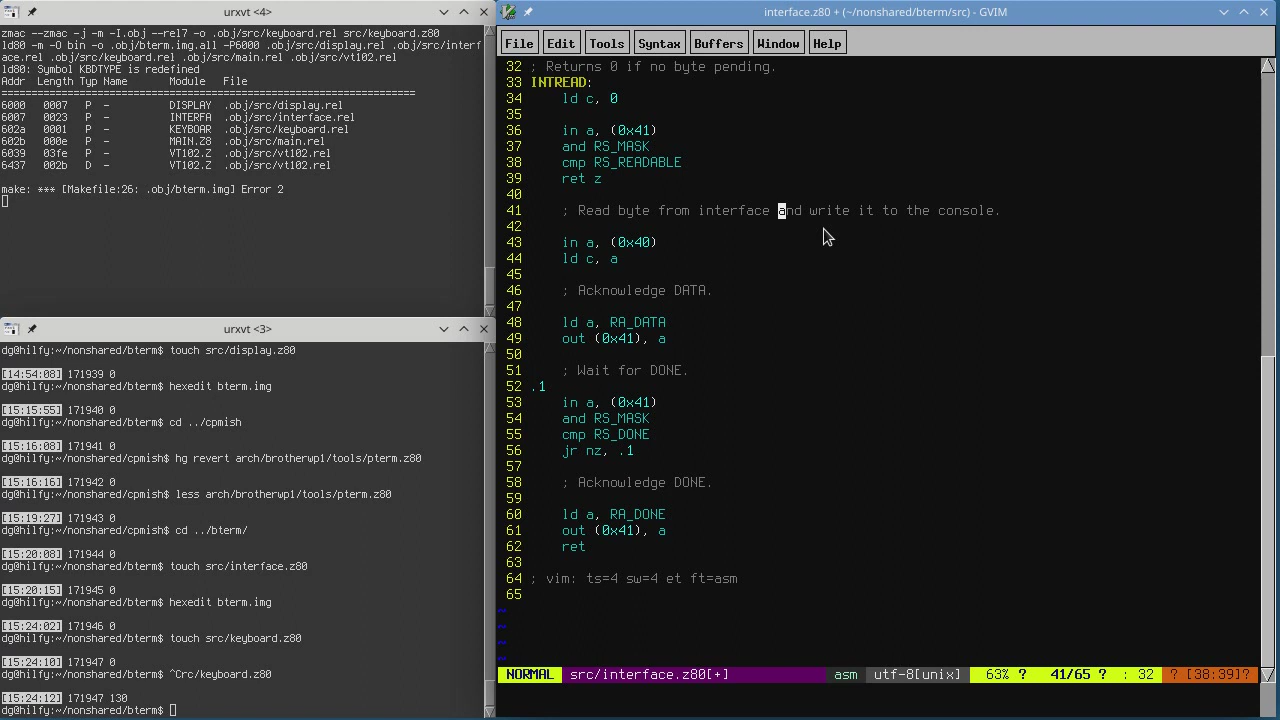 urxvt <4>
zmac --zmac -j -m -I.obj --rel7 -o .obj/src/keyboard.rel src/keyboard.z80
ld80 -m -O bin -o .obj/bterm.img.all -P6000 .obj/src/display.rel .obj/src/interf
ace.rel .obj/src/keyboard.rel .obj/src/main.rel .obj/src/vt102.rel
ld80: Symbol KBDTYPE is redefined
Addr Length Typ Name Module File
======================================================================
6000 0007 P - DISPLAY .obj/src/display.rel
6007 0023 P - INTERFA .obj/src/interface.rel
602a 0001 P - KEYBOAR .obj/src/keyboard.rel
602b 000e P - MAIN.Z8 .obj/src/main.rel
6039 03fe P - VT102.Z .obj/src/vt102.rel
6437 002b D - VT102.Z .obj/src/vt102.rel
make: *** [Makefile:26: .obj/bterm.img] Error 2
urxvt <3>
dg@hilfy:~/nonshared/bterm$ touch src/display.z80
[14:54:08] 171939 0
dg@hilfy:~/nonshared/bterm$ hexedit bterm.img
[15:15:55] 171940 0
dg@hilfy:~/nonshared/bterm$ cd ../cpmish
[15:16:08] 171941 0
dg@hilfy:~/nonshared/cpmish$ hg revert arch/brotherwp1/tools/pterm.z80
[15:16:16] 171942 0
dg@hilfy:~/nonshared/cpmish$ less arch/brotherwp1/tools/pterm.z80
[15:19:27] 171943 0
dg@hilfy:~/nonshared/cpmish$ cd ../bterm/
[15:20:08] 171944 0
dg@hilfy:~/nonshared/bterm$ touch src/interface.z80
[15:20:15] 171945 0
dg@hilfy:~/nonshared/bterm$ hexedit bterm.img
[15:24:02] 171946 0
dg@hilfy:~/nonshared/bterm$ touch src/keyboard.z80
[15:24:10] 171947 0
dg@hilfy:~/nonshared/bterm$ ^Crc/keyboard.z80
[15:24:12] 171947 130
dg@hilfy:~/nonshared/bterm$
interface.z80 + (~/nonshared/bterm/src) - GVIM
File Edit Tools Syntax Buffers Window Help
32 ; Returns 0 if no byte pending.
33 INTREAD:
34 ld c, 0
35
36 in a, (0x41)
37 and RS_MASK
38 cmp RS_READABLE
39 ret z
40
41 ; Read byte from interface and write it to the console.
42
43 in a, (0x40)
44 ld c, a
45
46 ; Acknowledge DATA.
47
48 ld a, RA_DATA
49 out (0x41), a
50
51 ; Wait for DONE.
52 .1
53 in a, (0x41)
54 and RS_MASK
55 cmp RS_DONE
56 jr nz, .1
57
58 ; Acknowledge DONE.
59
60 ld a, RA_DONE
61 out (0x41), a
62 ret
63
64 ; vim: ts=4 sw=4 et ft=asm
65
~
~
~
~
NORMAL src/interface.z80[+] asm utf-8[unix] 63% ? 41/65 ? : 32 ? [38:39]?